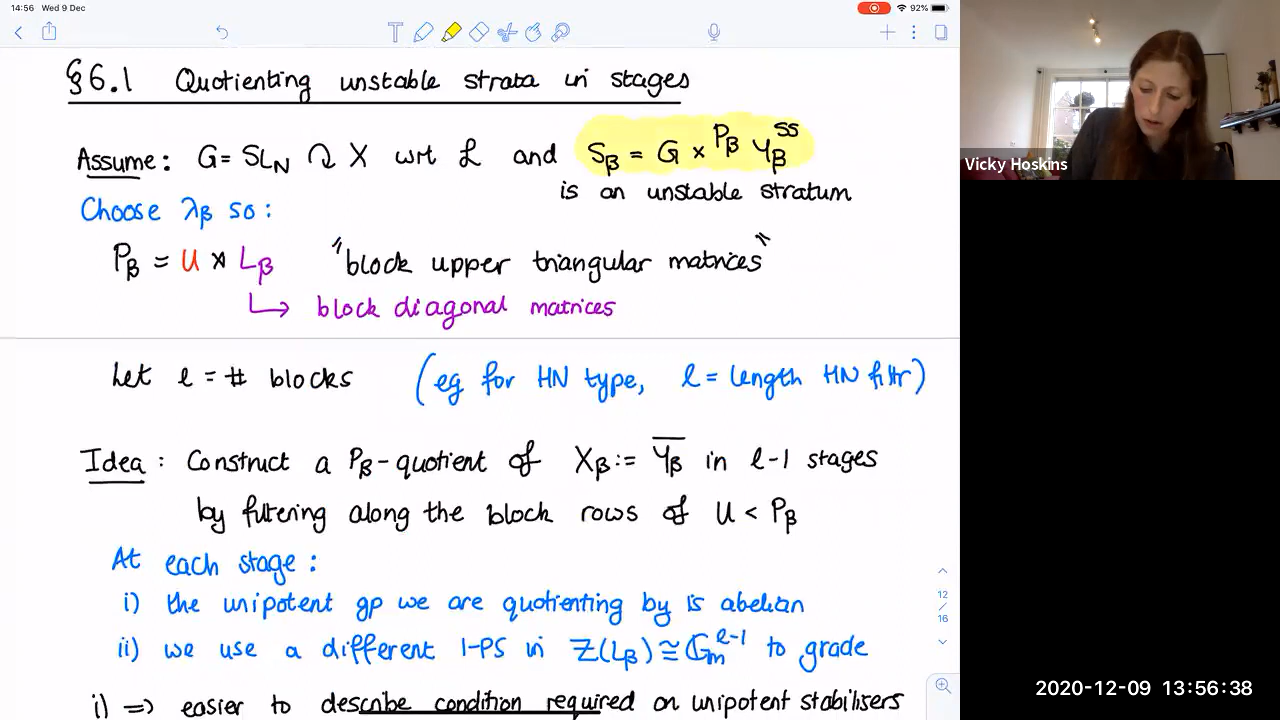 14:56 Wed 9 Dec
92%
§6.1 Quotienting unstable strata in stages
Assume: G = SL_N ↷ X wrt ℒ and S_β = G ×^{P_β} Y_β^{ss}
is an unstable stratum
Choose λ_β so:
P_β = U ⋊ L_β "block upper triangular matrices"
↳ block diagonal matrices
Let ℓ = # blocks (eg for HN type, ℓ = length HN filtr)
Idea: Construct a P_β-quotient of X_β := \overline{Y_β} in ℓ-1 stages
by filtering along the block rows of U < P_β
At each stage:
i) the unipotent gp we are quotienting by is abelian
ii) we use a different 1-PS in Z(L_β) ≅ G_m^{ℓ-1} to grade
i) ⇒ easier to describe condition required on unipotent stabilisers
12
/
16
Vicky Hoskins
2020-12-09 13:56:38